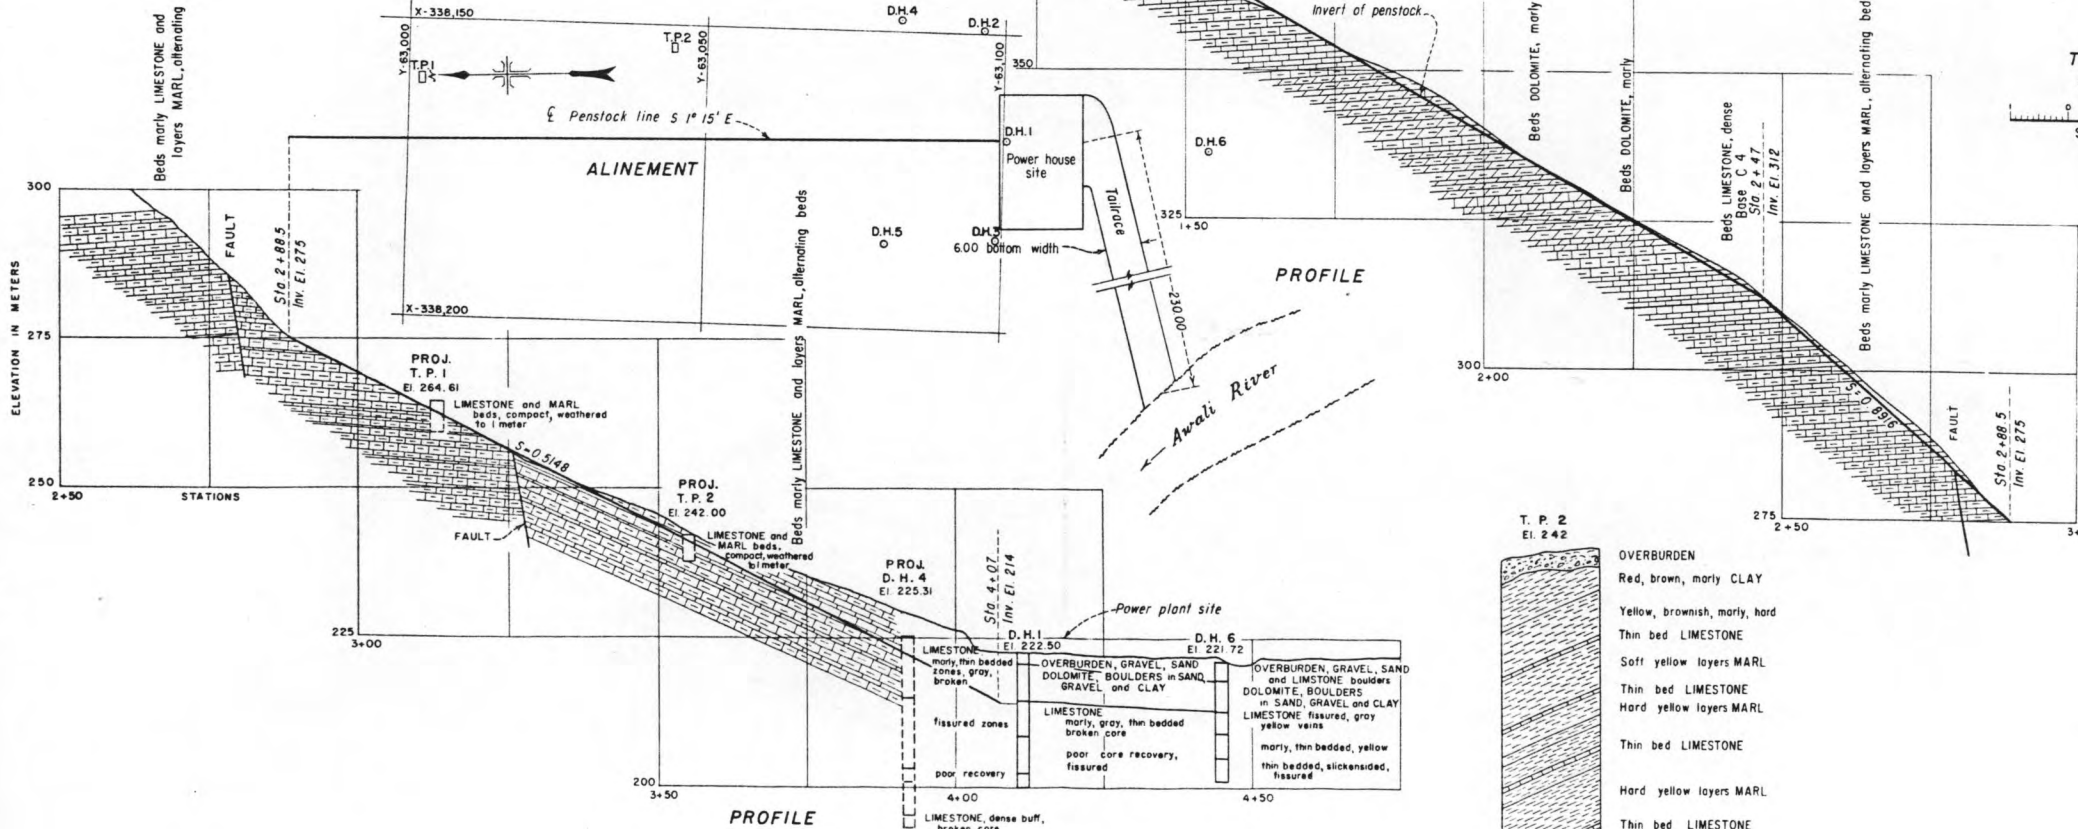 Beds marly LIMESTONE and
layers MARL, alternating
X-338,150
Y-63,000
Y-63,050
Y-63,100
T.P.1
T.P.2
D.H.4
D.H.2
℄ Penstock line S 1° 15' E
ALINEMENT
D.H.1
Power house
site
D.H.6
D.H.5
D.H.3
6.00 bottom width
Tailrace
230.00
X-338,200
Awali River
PROFILE
Invert of penstock
350
325
1+50
300
2+00
275
2+50
Beds DOLOMITE, marly
Beds DOLOMITE, marly
Beds LIMESTONE, dense
Base C 4
Sta. 2+47
Inv. El. 312
Beds marly LIMESTONE and layers MARL, alternating bed
S=0.8916
FAULT
Sta 2+88.5
Inv. El. 275
ELEVATION IN METERS
300
275
250
2+50
STATIONS
FAULT
Sta 2+88.5
Inv. El. 275
PROJ.
T. P. 1
El. 264.61
LIMESTONE and MARL
beds, compact, weathered
to 1 meter
S=0.5148
FAULT
PROJ.
T. P. 2
El. 242.00
LIMESTONE and
MARL beds,
compact, weathered
to 1 meter
Beds marly LIMESTONE and layers MARL, alternating beds
225
3+00
PROJ.
D. H. 4
El. 225.31
Sta. 4+07
Inv. El. 214
Power plant site
D. H. 1
El. 222.50
D. H. 6
El. 221.72
LIMESTONE
marly, thin bedded
zones, gray,
broken
fissured zones
poor recovery
LIMESTONE, dense buff,
broken core
OVERBURDEN, GRAVEL, SAND
DOLOMITE, BOULDERS in SAND,
GRAVEL and CLAY
LIMESTONE
marly, gray, thin bedded
broken core
poor core recovery,
fissured
OVERBURDEN, GRAVEL, SAND
and LIMSTONE boulders
DOLOMITE, BOULDERS
in SAND, GRAVEL and CLAY
LIMESTONE fissured, gray
yellow veins
marly, thin bedded, yellow
thin bedded, slickensided,
fissured
200
3+50
4+00
4+50
PROFILE
T. P. 2
El. 242
OVERBURDEN
Red, brown, marly CLAY
Yellow, brownish, marly, hard
Thin bed LIMESTONE
Soft yellow layers MARL
Thin bed LIMESTONE
Hard yellow layers MARL
Thin bed LIMESTONE
Hard yellow layers MARL
Thin bed LIMESTONE